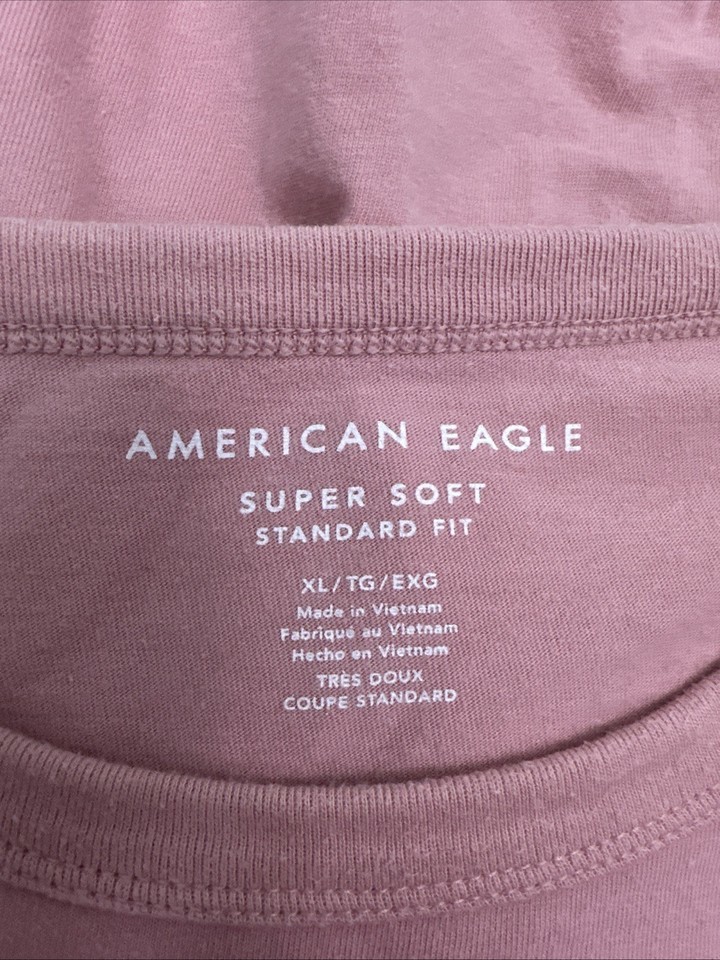 AMERICAN EAGLE
SUPER SOFT
STANDARD FIT
XL/TG/EXG
Made in Vietnam
Fabriqué au Vietnam
Hecho en Vietnam
TRÈS DOUX
COUPE STANDARD